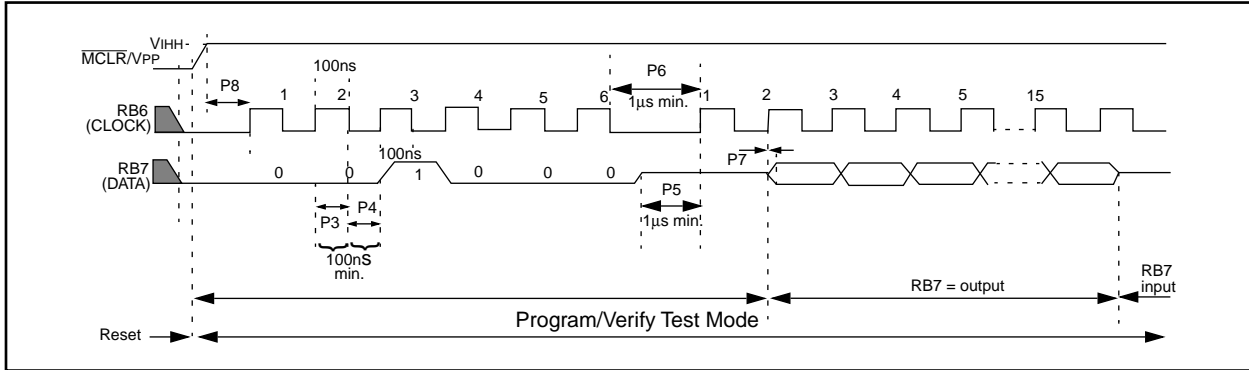 VIHH
MCLR/VPP
100ns
P8
P6
1 2 3 4 5 6 1μs min. 1 2 3 4 5 15
RB6
(CLOCK)
100ns
P7
RB7
(DATA)
0 0 1 0 0 0
P5
P3 P4
1μs min.
100ns
min.
RB7 = output
RB7
input
Program/Verify Test Mode
Reset